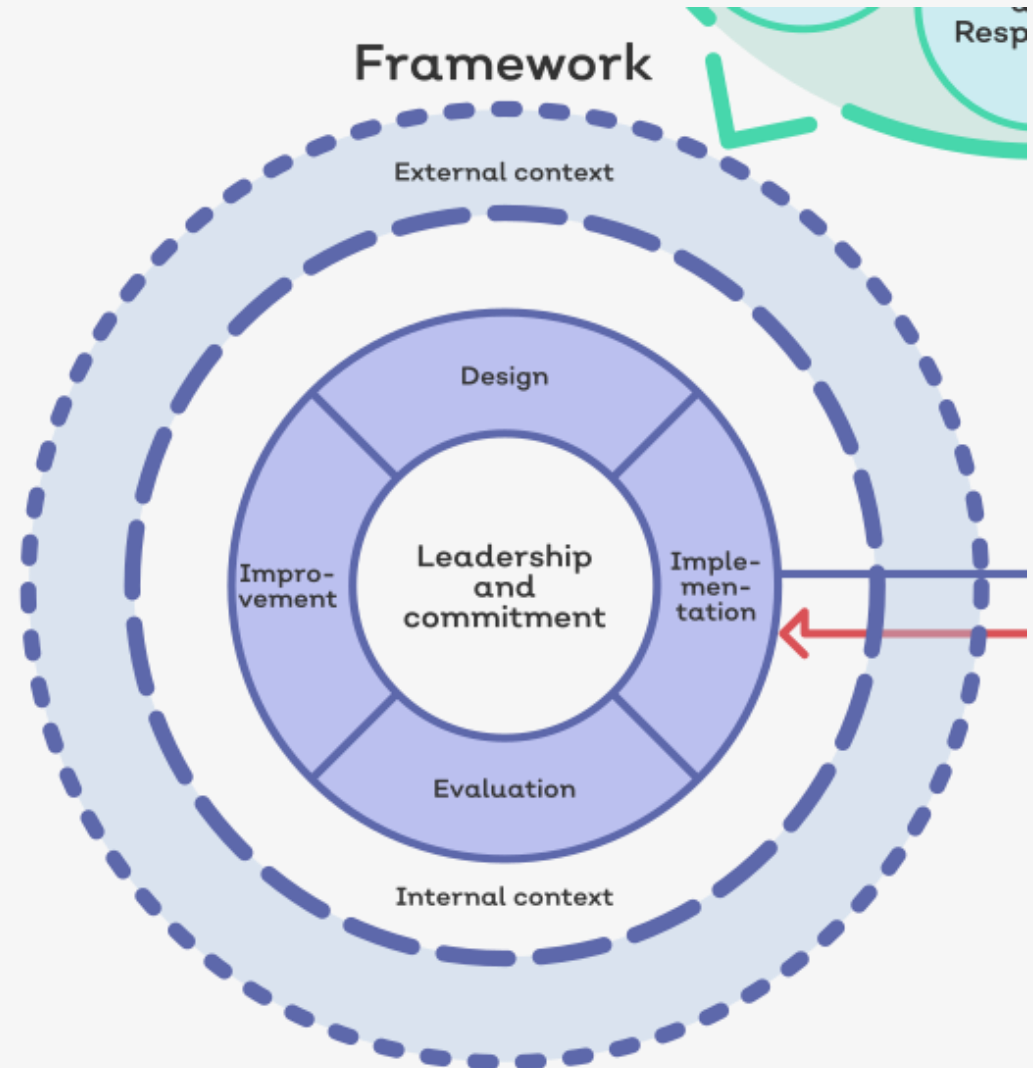 Resp
Framework
External context
Design
Impro-
vement
Leadership
and
commitment
Imple-
men-
tation
Evaluation
Internal context